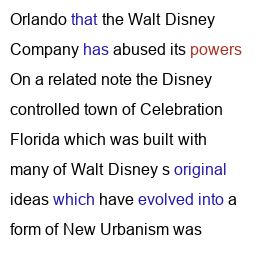 Orlando that the Walt Disney
Company has abused its powers
On a related note the Disney
controlled town of Celebration
Florida which was built with
many of Walt Disney s original
ideas which have evolved into a
form of New Urbanism was